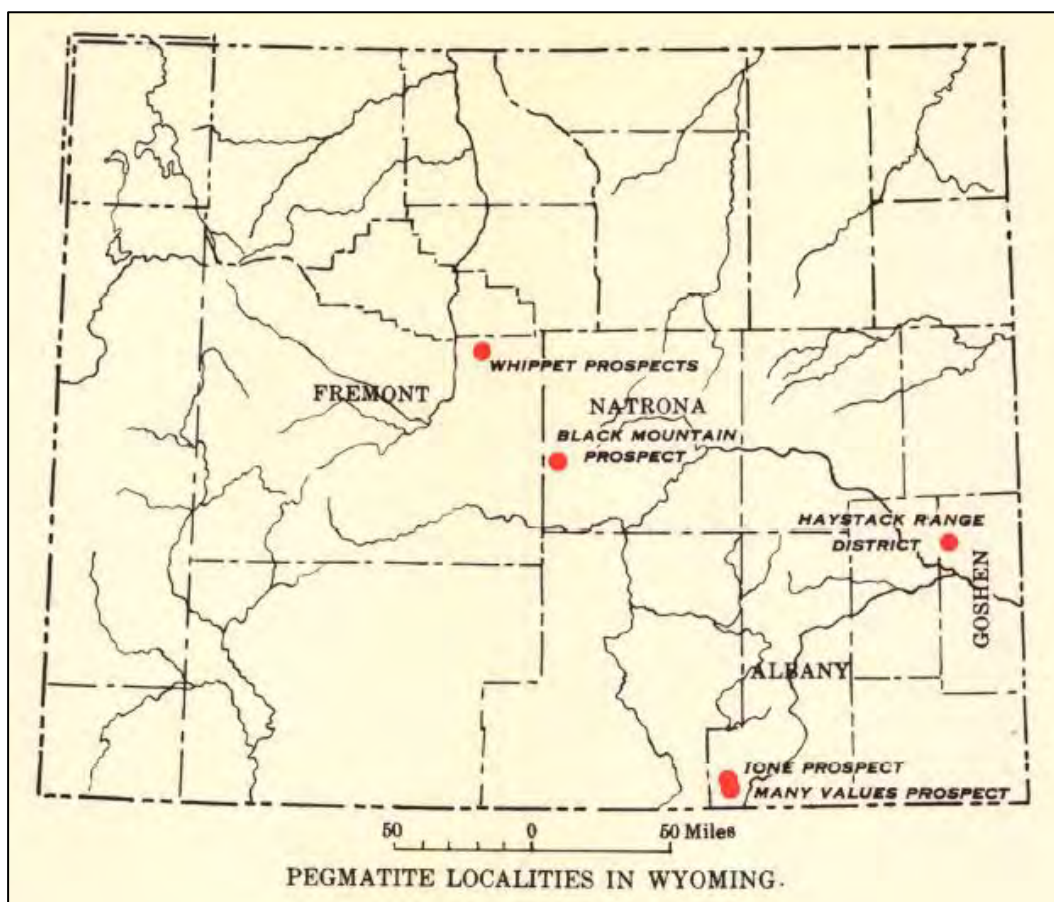 WHIPPET PROSPECTS
FREMONT
NATRONA
BLACK MOUNTAIN
PROSPECT
HAYSTACK RANGE
DISTRICT
GOSHEN
ALBANY
IONE PROSPECT
MANY VALUES PROSPECT
50 0 50 Miles
PEGMATITE LOCALITIES IN WYOMING.